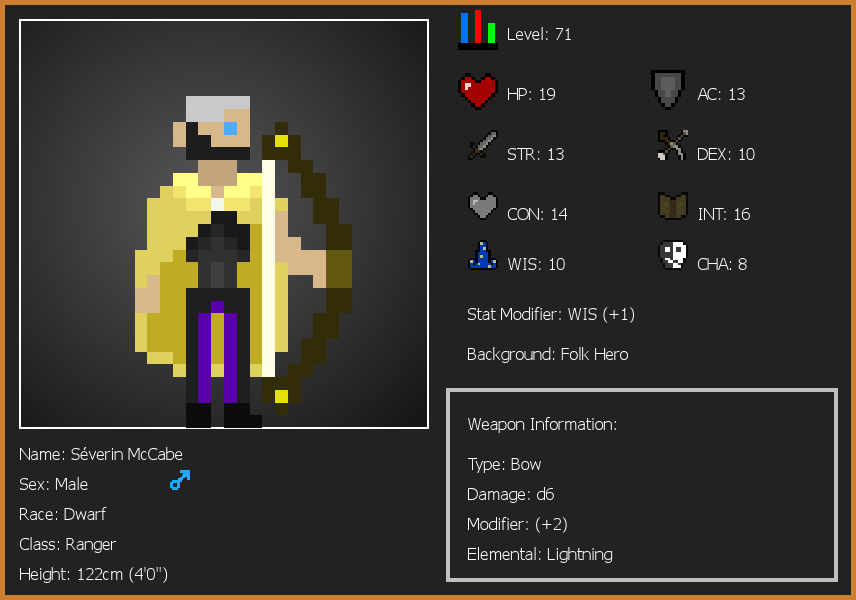 Level: 71
HP: 19
AC: 13
STR: 13
DEX: 10
CON: 14
INT: 16
WIS: 10
CHA: 8
Stat Modifier: WIS (+1)
Background: Folk Hero
Weapon Information:
Type: Bow
Damage: d6
Modifier: (+2)
Elemental: Lightning
Name: Séverin McCabe
Sex: Male
Race: Dwarf
Class: Ranger
Height: 122cm (4'0")